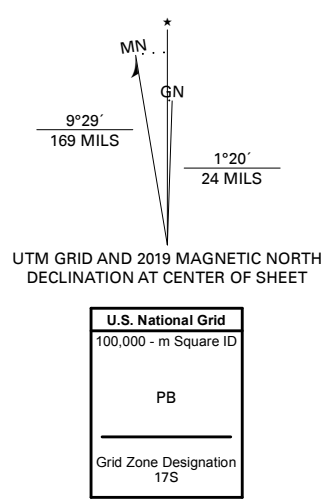 ★
MN
GN
9°29´
169 MILS
1°20´
24 MILS
UTM GRID AND 2019 MAGNETIC NORTH
DECLINATION AT CENTER OF SHEET
U.S. National Grid
100,000 - m Square ID
PB
Grid Zone Designation
17S